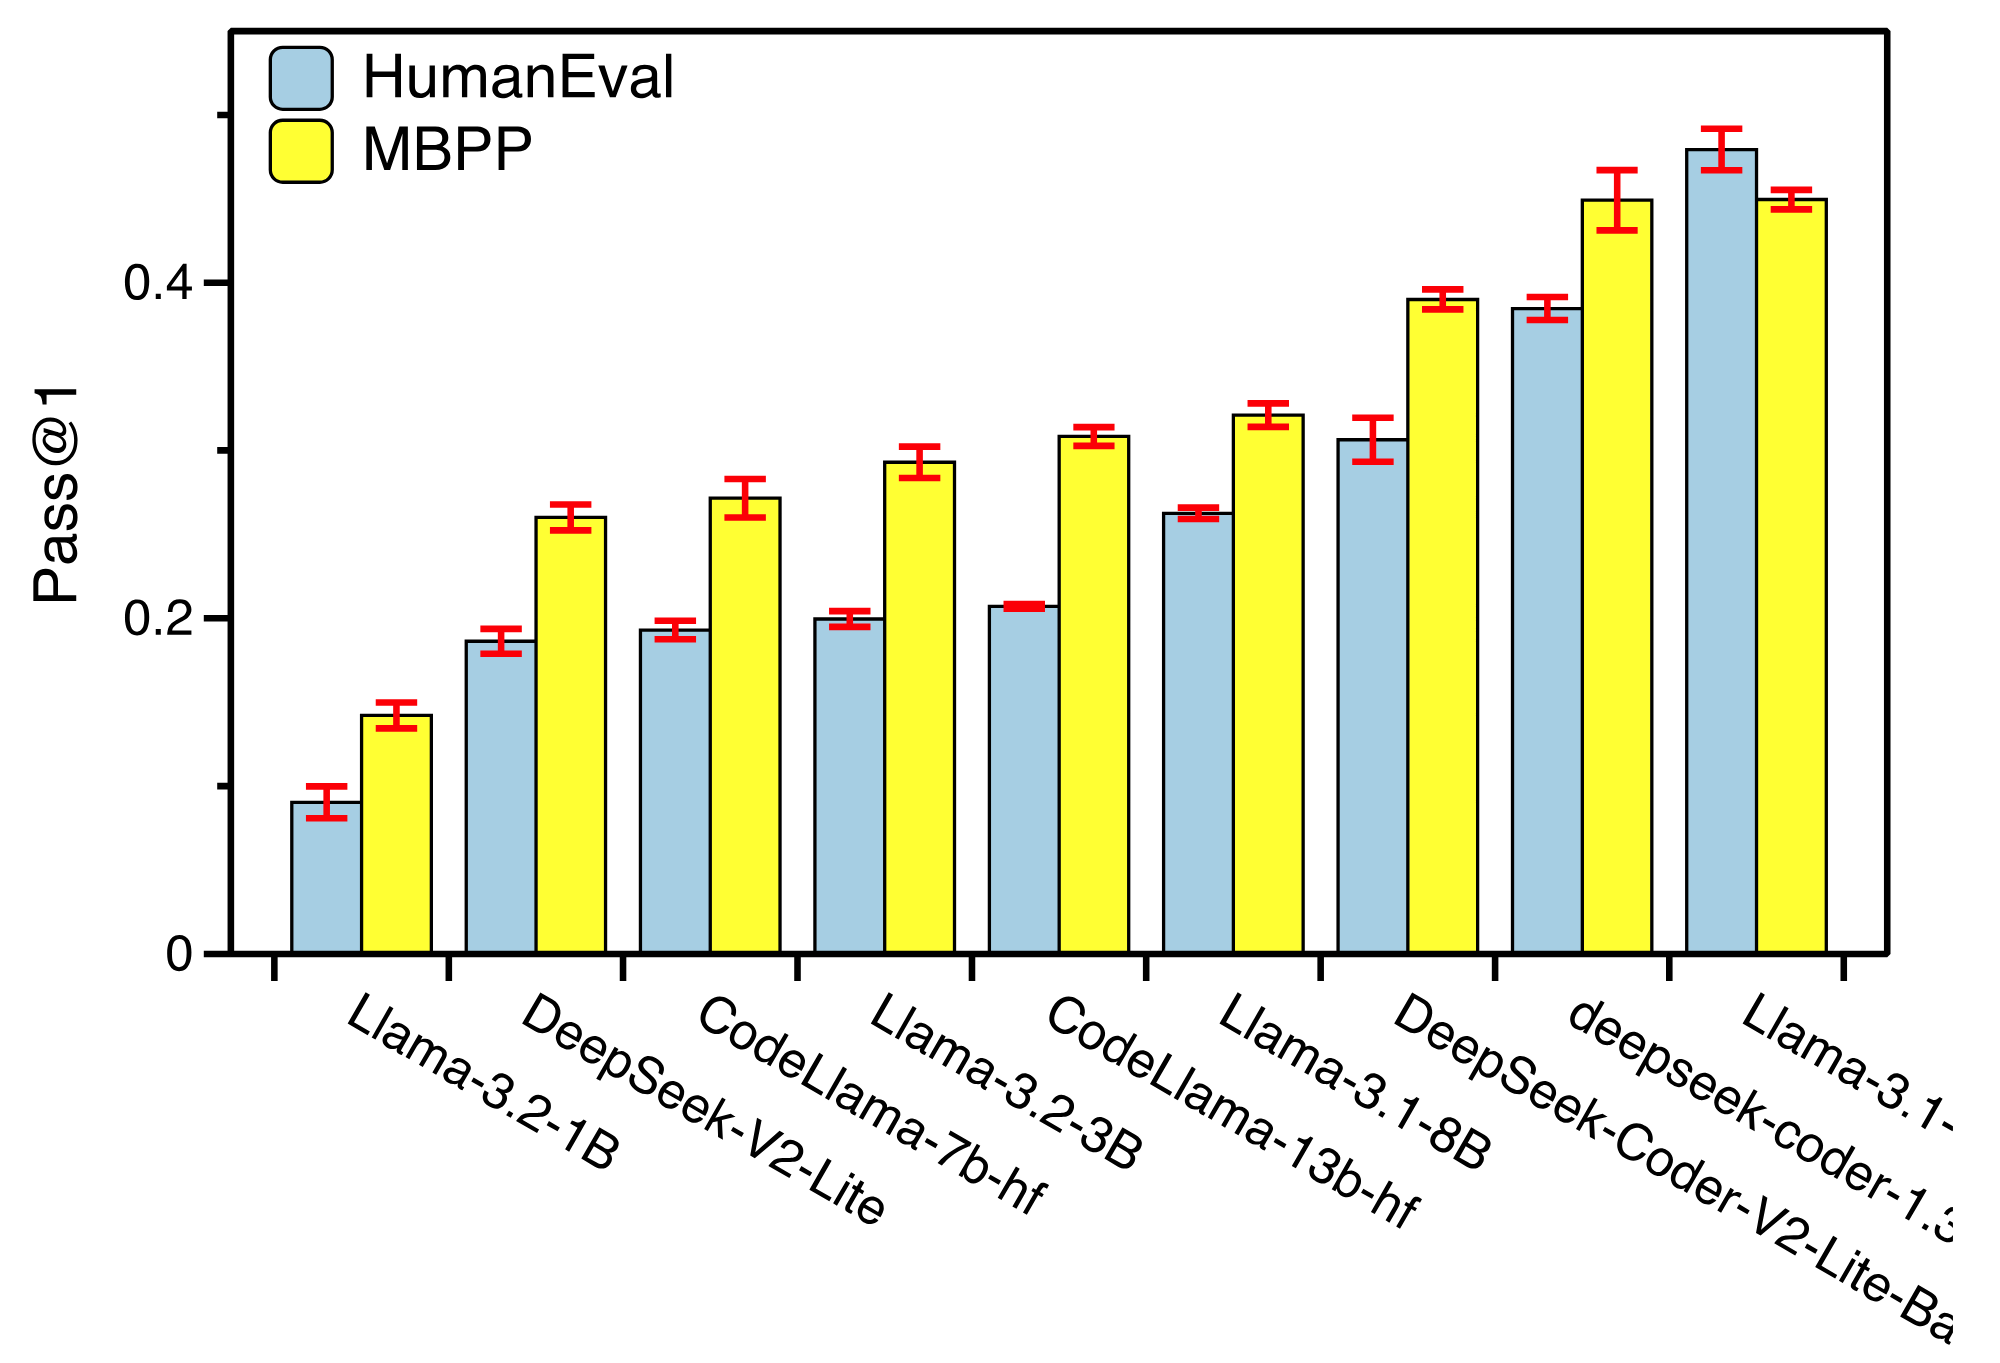 HumanEval
MBPP
0.4
0.2
0
Pass@1
Llama-3.2-1B
DeepSeek-V2-Lite
CodeLlama-7b-hf
Llama-3.2-3B
CodeLlama-13b-hf
Llama-3.1-8B
DeepSeek-Coder-V2-Lite-Ba
deepseek-coder-1.3
Llama-3.1-